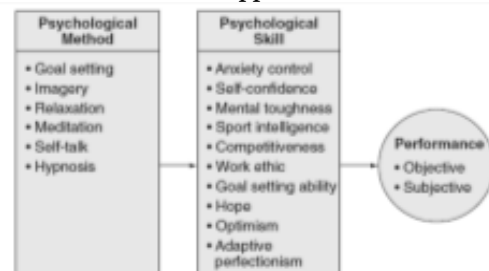 Psychological
Method
• Goal setting
• Imagery
• Relaxation
• Meditation
• Self-talk
• Hypnosis
Psychological
Skill
• Anxiety control
• Self-confidence
• Mental toughness
• Sport intelligence
• Competitiveness
• Work ethic
• Goal setting ability
• Hope
• Optimism
• Adaptive
perfectionism
Performance
• Objective
• Subjective